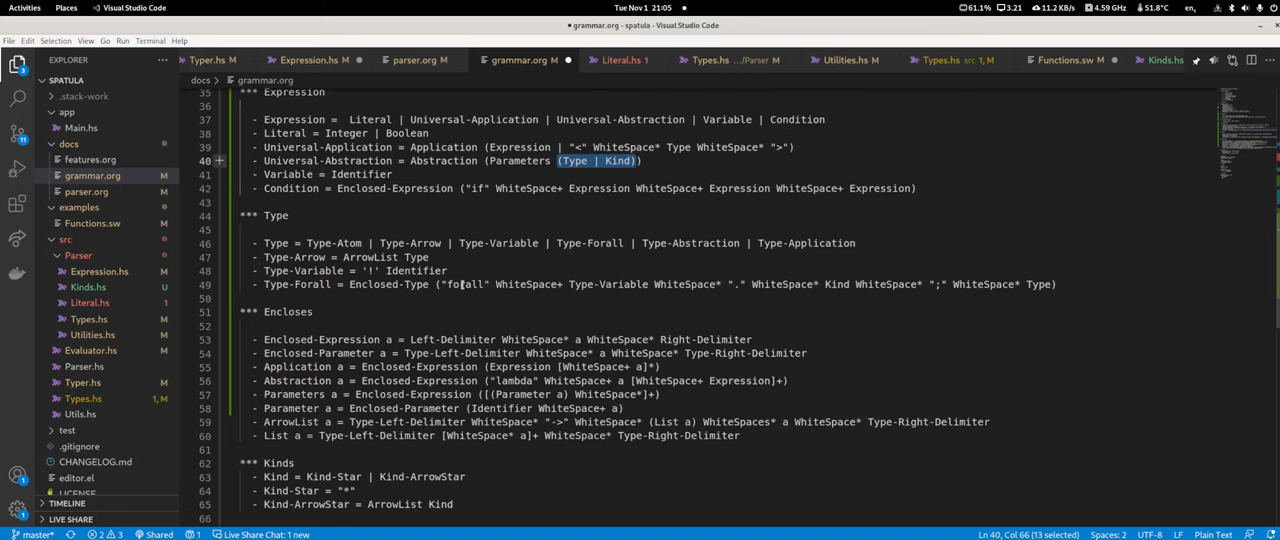 Activities Places Visual Studio Code Tue Nov 1 21:05 61.1% 3.21 11.2 KB/s 4.59 GHz 51.8°C en
● grammar.org - spatula - Visual Studio Code
File Edit Selection View Go Run Terminal Help
EXPLORER ··· Typer.hs M Expression.hs parser.org M grammar.org M Literal.hs 1 Types.hs .../Parser M Utilities.hs M Types.hs src 1, M Functions.sw M Kinds.hs
SPATULA
docs > grammar.org
.stack-work
app
Main.hs
docs
features.org
grammar.org M
parser.org M
examples
Functions.sw M
src
Parser
Expression.hs M
Kinds.hs U
Literal.hs 1
Types.hs M
Utilities.hs M
Evaluator.hs M
Parser.hs M
Typer.hs M
Types.hs 1, M
Utils.hs
test
.gitignore
CHANGELOG.md
editor.el
LICENSE
TIMELINE
LIVE SHARE
35 *** Expression
36
37 - Expression = Literal | Universal-Application | Universal-Abstraction | Variable | Condition
38 - Literal = Integer | Boolean
39 - Universal-Application = Application (Expression | "<" WhiteSpace* Type WhiteSpace* ">")
40 - Universal-Abstraction = Abstraction (Parameters (Type | Kind))
41 - Variable = Identifier
42 - Condition = Enclosed-Expression ("if" WhiteSpace+ Expression WhiteSpace+ Expression WhiteSpace+ Expression)
43
44 *** Type
45
46 - Type = Type-Atom | Type-Arrow | Type-Variable | Type-Forall | Type-Abstraction | Type-Application
47 - Type-Arrow = ArrowList Type
48 - Type-Variable = '!' Identifier
49 - Type-Forall = Enclosed-Type ("forall" WhiteSpace+ Type-Variable WhiteSpace* "." WhiteSpace* Kind WhiteSpace* ";" WhiteSpace* Type)
50
51 *** Encloses
52
53 - Enclosed-Expression a = Left-Delimiter WhiteSpace* a WhiteSpace* Right-Delimiter
54 - Enclosed-Parameter a = Type-Left-Delimiter WhiteSpace* a WhiteSpace* Type-Right-Delimiter
55 - Application a = Enclosed-Expression (Expression [WhiteSpace+ a]*)
56 - Abstraction a = Enclosed-Expression ("lambda" WhiteSpace+ a [WhiteSpace+ Expression]+)
57 - Parameters a = Enclosed-Expression ([(Parameter a) WhiteSpace*]+)
58 - Parameter a = Enclosed-Parameter (Identifier WhiteSpace+ a)
59 - ArrowList a = Type-Left-Delimiter WhiteSpace* "->" WhiteSpace* (List a) WhiteSpaces* a WhiteSpace* Type-Right-Delimiter
60 - List a = Type-Left-Delimiter [WhiteSpace* a]+ WhiteSpace* Type-Right-Delimiter
61
62 *** Kinds
63 - Kind = Kind-Star | Kind-ArrowStar
64 - Kind-Star = "*"
65 - Kind-ArrowStar = ArrowList Kind
66
master* 2 3 Shared 1 Live Share Chat: 1 new Ln 40, Col 66 (13 selected) Spaces: 2 UTF-8 LF Plain Text